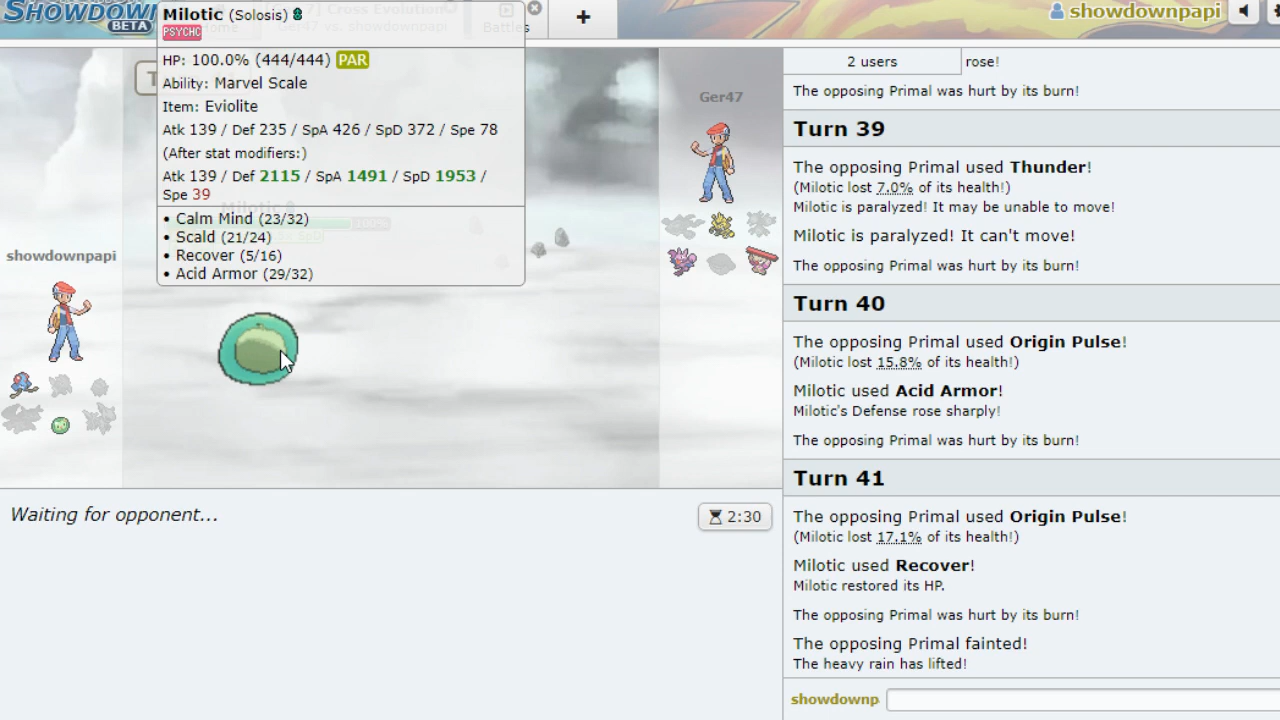 SHOWDOWN
BETA
Milotic (Solosis)
PSYCHC
HP: 100.0% (444/444) PAR
Ability: Marvel Scale
Item: Eviolite
Atk 139 / Def 235 / SpA 426 / SpD 372 / Spe 78
(After stat modifiers:)
Atk 139 / Def 2115 / SpA 1491 / SpD 1953 /
Spe 39
• Calm Mind (23/32)
• Scald (21/24)
• Recover (5/16)
• Acid Armor (29/32)
Battles
+
showdownpapi
showdownpapi
Ger47
Waiting for opponent...
2:30
2 users
rose!
The opposing Primal was hurt by its burn!
Turn 39
The opposing Primal used Thunder!
(Milotic lost 7.0% of its health!)
Milotic is paralyzed! It may be unable to move!
Milotic is paralyzed! It can't move!
The opposing Primal was hurt by its burn!
Turn 40
The opposing Primal used Origin Pulse!
(Milotic lost 15.8% of its health!)
Milotic used Acid Armor!
Milotic's Defense rose sharply!
The opposing Primal was hurt by its burn!
Turn 41
The opposing Primal used Origin Pulse!
(Milotic lost 17.1% of its health!)
Milotic used Recover!
Milotic restored its HP.
The opposing Primal was hurt by its burn!
The opposing Primal fainted!
The heavy rain has lifted!
showdownp